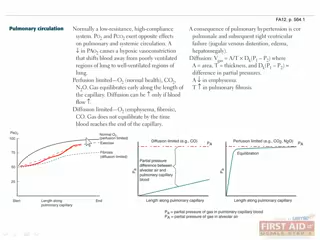 FA12, p. 564 1
Pulmonary circulation
Normally a low-resistance, high-compliance
system. PO2 and PCO2 exert opposite effects
on pulmonary and systemic circulation. A
↓ in PAO2 causes a hypoxic vasoconstriction
that shifts blood away from poorly ventilated
regions of lung to well-ventilated regions of
lung.
Perfusion limited—O2 (normal health), CO2,
N2O. Gas equilibrates early along the length of
the capillary. Diffusion can be ↑ only if blood
flow ↑.
Diffusion limited—O2 (emphysema, fibrosis),
CO. Gas does not equilibrate by the time
blood reaches the end of the capillary.
A consequence of pulmonary hypertension is cor
pulmonale and subsequent right ventricular
failure (jugular venous distention, edema,
hepatomegaly).
Diffusion: Vgas = A/T × Dk(P1 – P2) where
A = area, T = thickness, and Dk(P1 – P2) =
difference in partial pressures.
A ↓ in emphysema.
T ↑ in pulmonary fibrosis.
PAO2
100
75
50
25
Start
Length along
pulmonary capillary
End
Normal O2
(perfusion limited)
Exercise
Fibrosis
(diffusion limited)
Diffusion limited (e.g., CO)
PA
Partial pressure
difference between
alveolar air and
pulmonary capillary
blood
Pa
Length along pulmonary capillary
Perfusion limited (e.g., CO2, N2O)
PA
Equilibration
Pa
Length along pulmonary capillary
Pa = partial pressure of gas in pulmonary capillary blood
PA = partial pressure of gas in alveolar air
FIRST AID